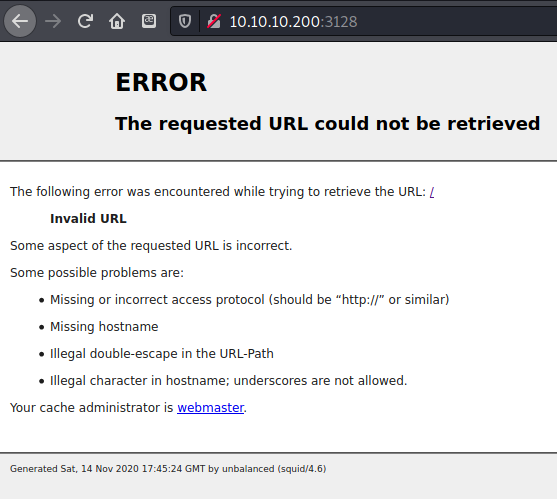 10.10.10.200:3128
ERROR
The requested URL could not be retrieved
The following error was encountered while trying to retrieve the URL: /
Invalid URL
Some aspect of the requested URL is incorrect.
Some possible problems are:
• Missing or incorrect access protocol (should be “http://” or similar)
• Missing hostname
• Illegal double-escape in the URL-Path
• Illegal character in hostname; underscores are not allowed.
Your cache administrator is webmaster.
Generated Sat, 14 Nov 2020 17:45:24 GMT by unbalanced (squid/4.6)